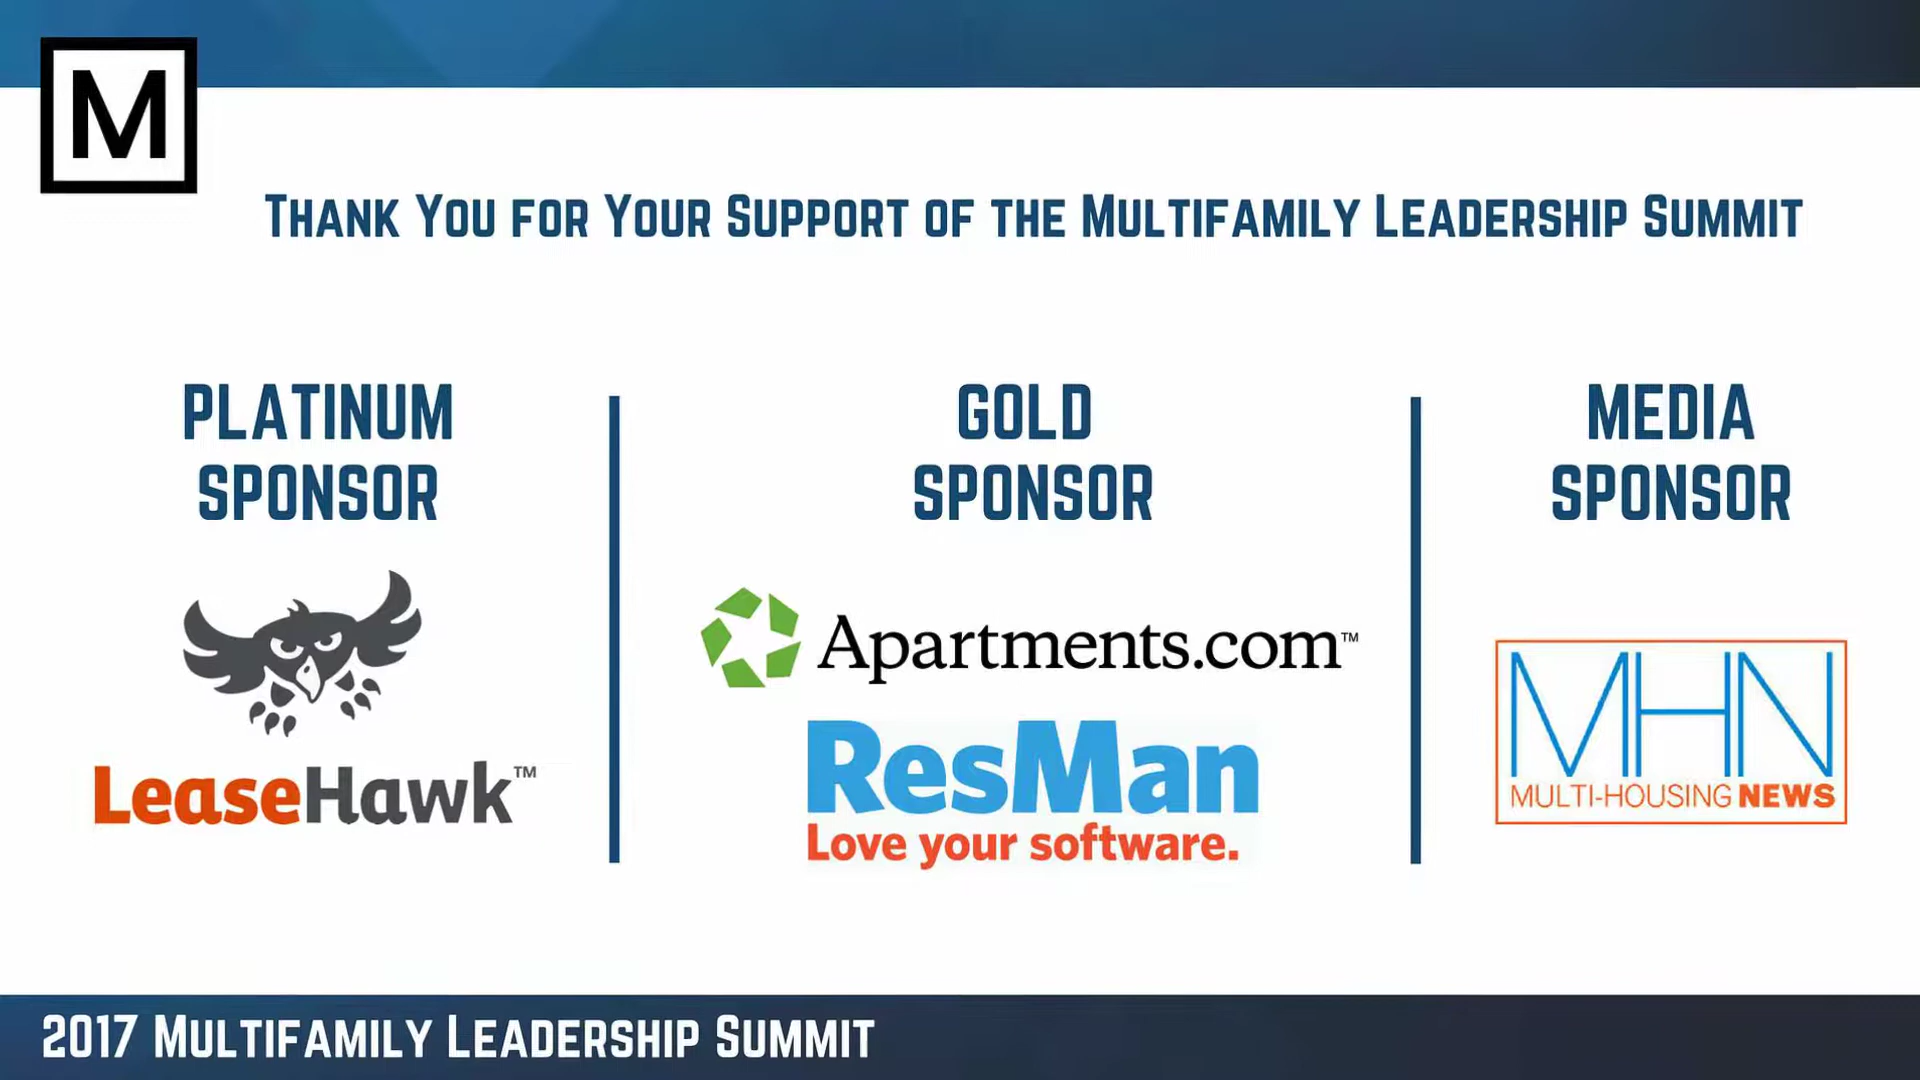 M
Thank You for Your Support of the Multifamily Leadership Summit
PLATINUM
SPONSOR
LeaseHawk™
GOLD
SPONSOR
Apartments.com™
ResMan
Love your software.
MEDIA
SPONSOR
MHN
MULTI-HOUSING NEWS
2017 Multifamily Leadership Summit